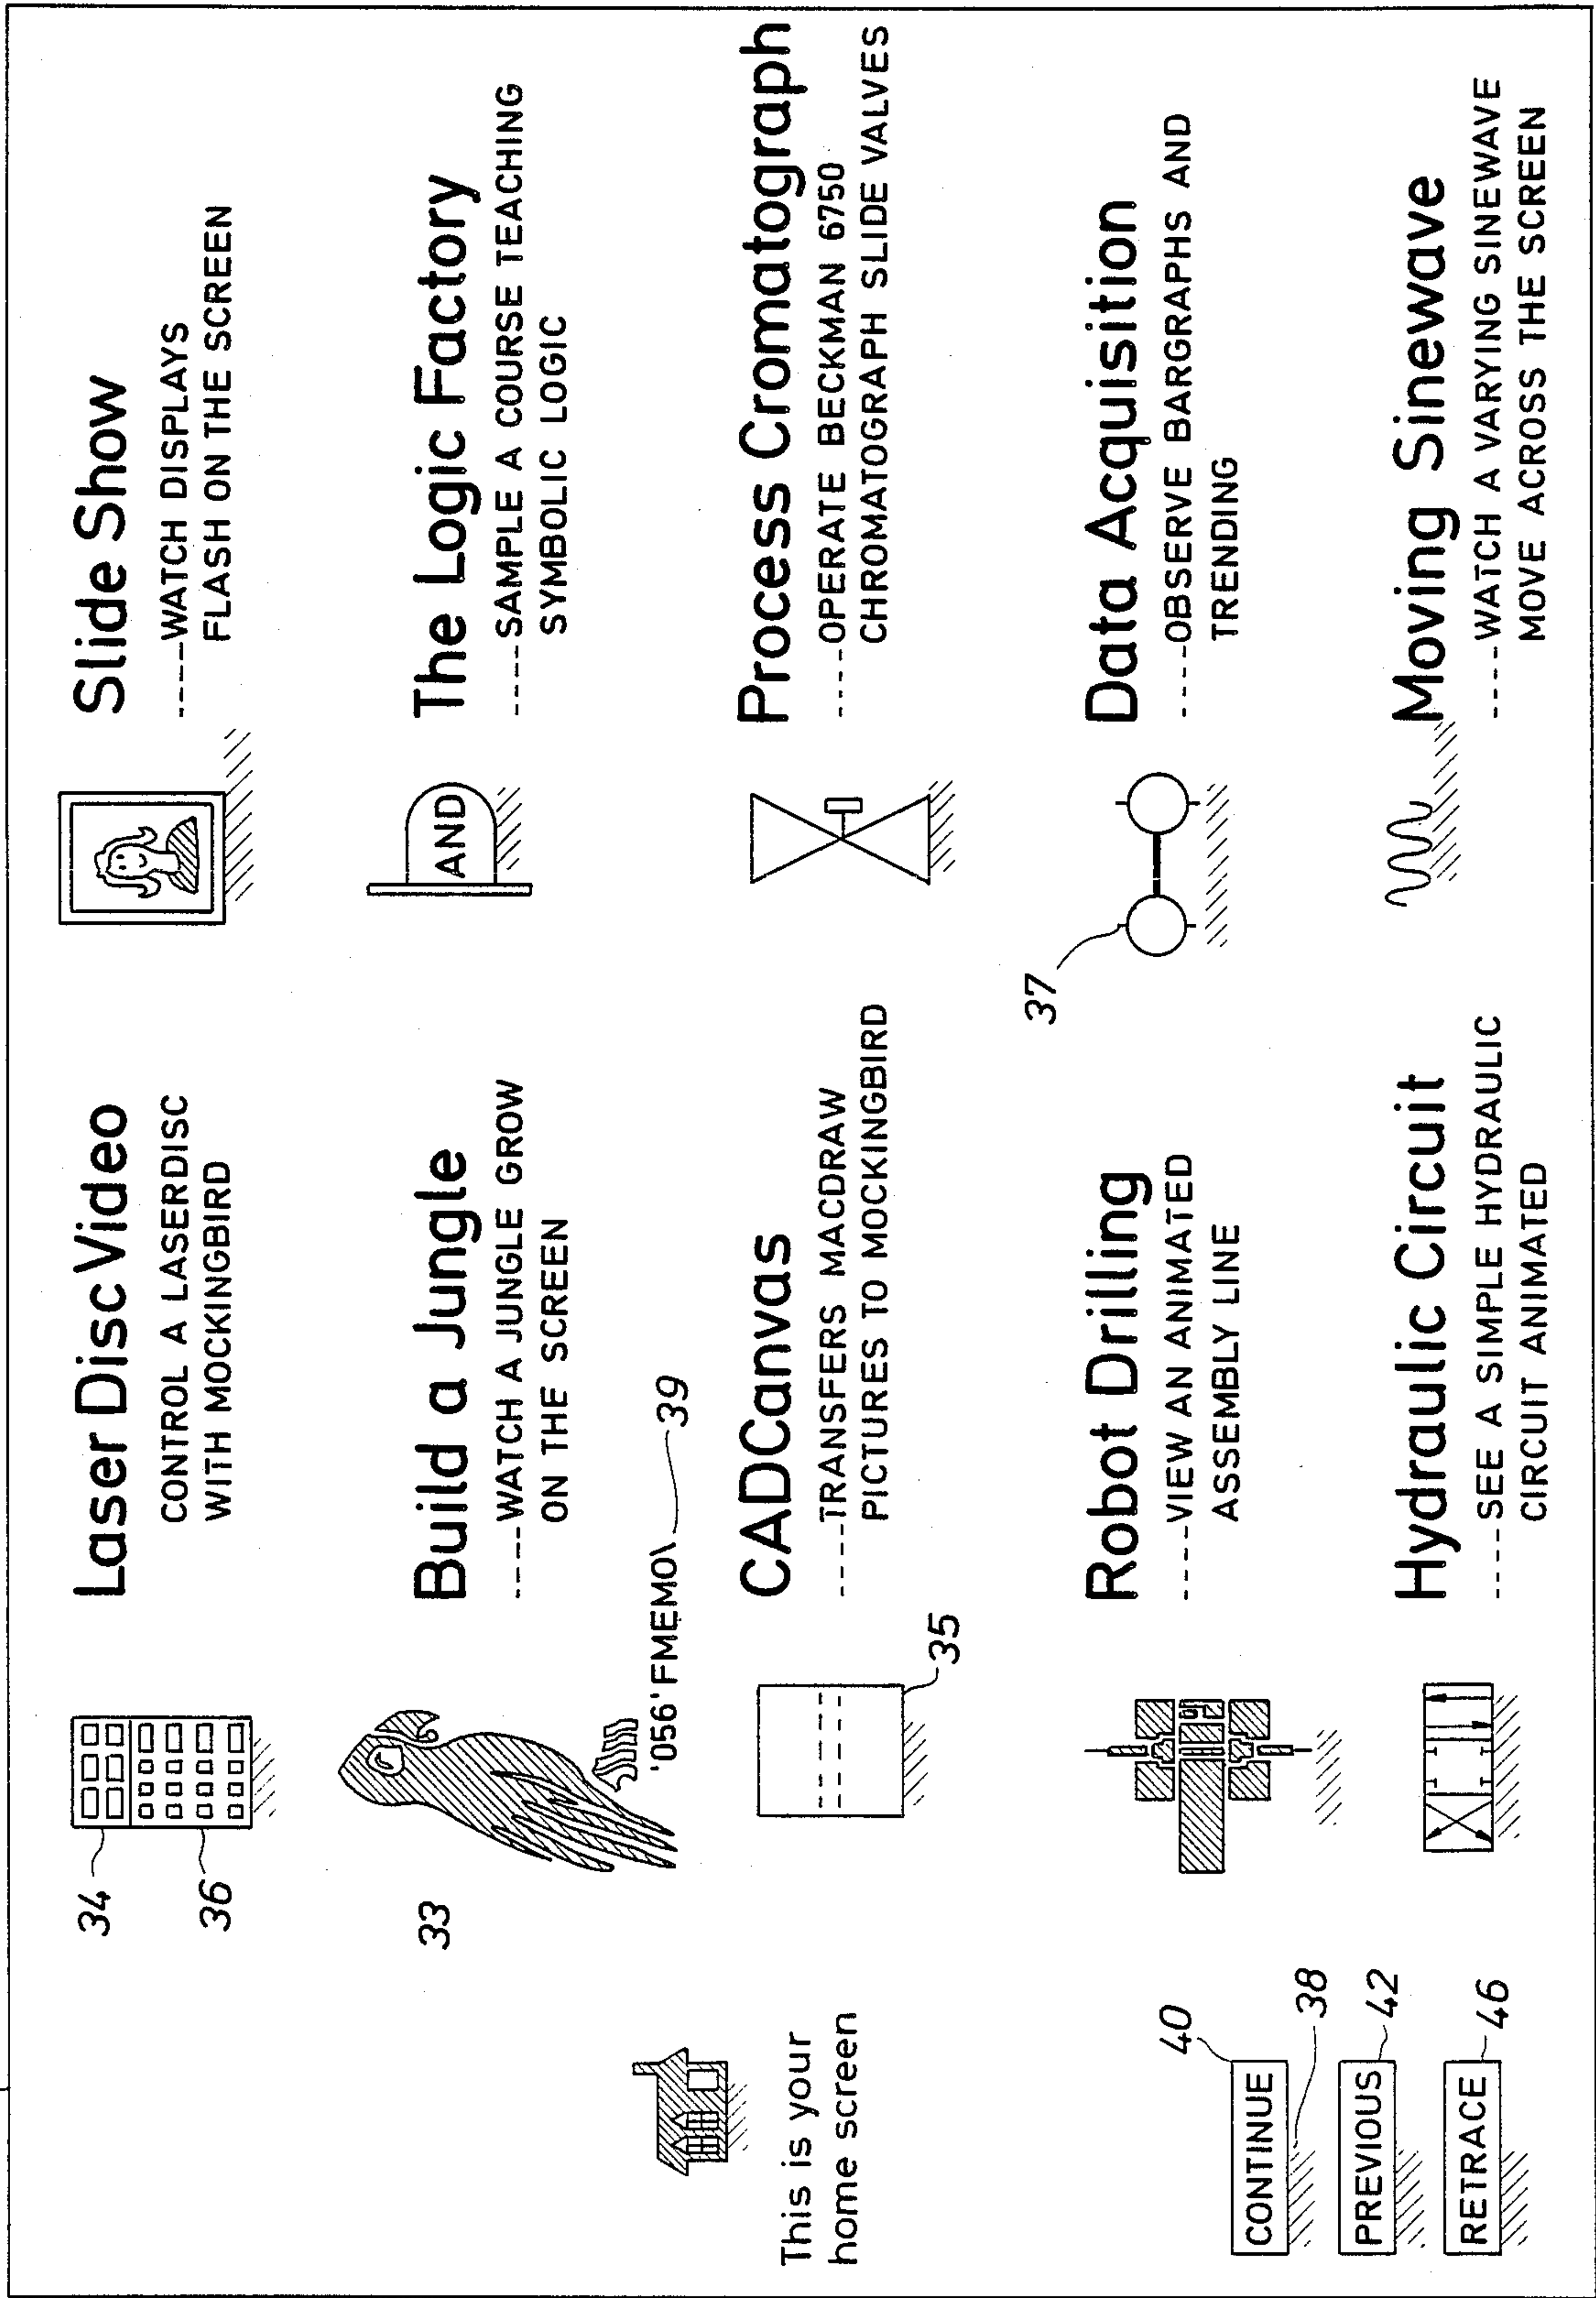 This is your
home screen
CONTINUE
40
38
PREVIOUS
42
RETRACE
46
34
36
Laser Disc Video
CONTROL A LASERDISC
WITH MOCKINGBIRD
33
Build a Jungle
----WATCH A JUNGLE GROW
ON THE SCREEN
'056'FMEMO\
39
CADCanvas
----TRANSFERS MACDRAW
PICTURES TO MOCKINGBIRD
35
Robot Drilling
----VIEW AN ANIMATED
ASSEMBLY LINE
Hydraulic Circuit
----SEE A SIMPLE HYDRAULIC
CIRCUIT ANIMATED
Slide Show
----WATCH DISPLAYS
FLASH ON THE SCREEN
AND
The Logic Factory
----SAMPLE A COURSE TEACHING
SYMBOLIC LOGIC
Process Cromatograph
----OPERATE BECKMAN 6750
CHROMATOGRAPH SLIDE VALVES
37
Data Acquisition
----OBSERVE BARGRAPHS AND
TRENDING
Moving Sinewave
----WATCH A VARYING SINEWAVE
MOVE ACROSS THE SCREEN